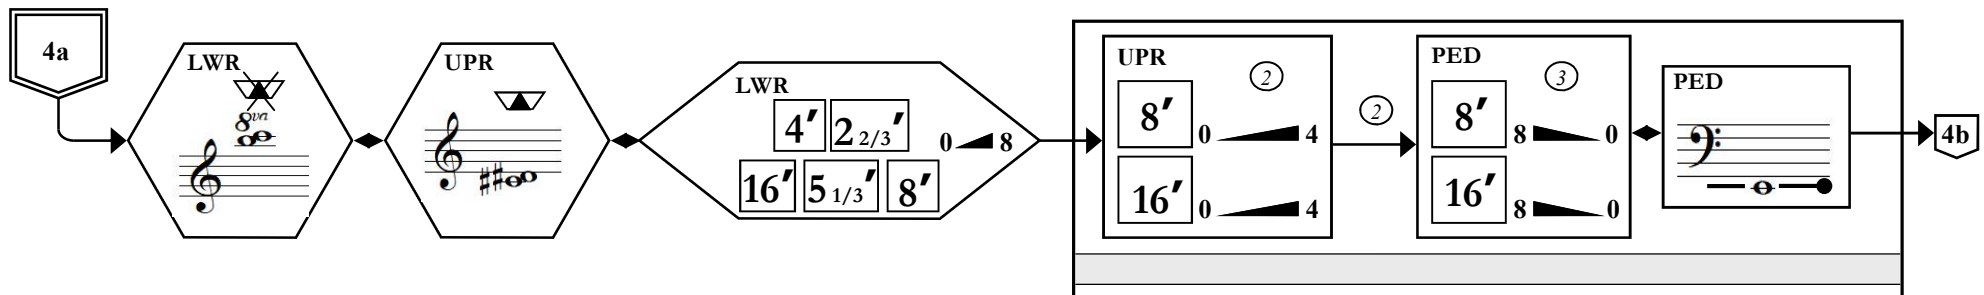 4a
LWR
8va
UPR
LWR
4′ 2 2/3′
16′ 5 1/3′ 8′
0 8
UPR
2
8′ 0 4
16′ 0 4
2
PED
3
8′ 8 0
16′ 8 0
PED
4b